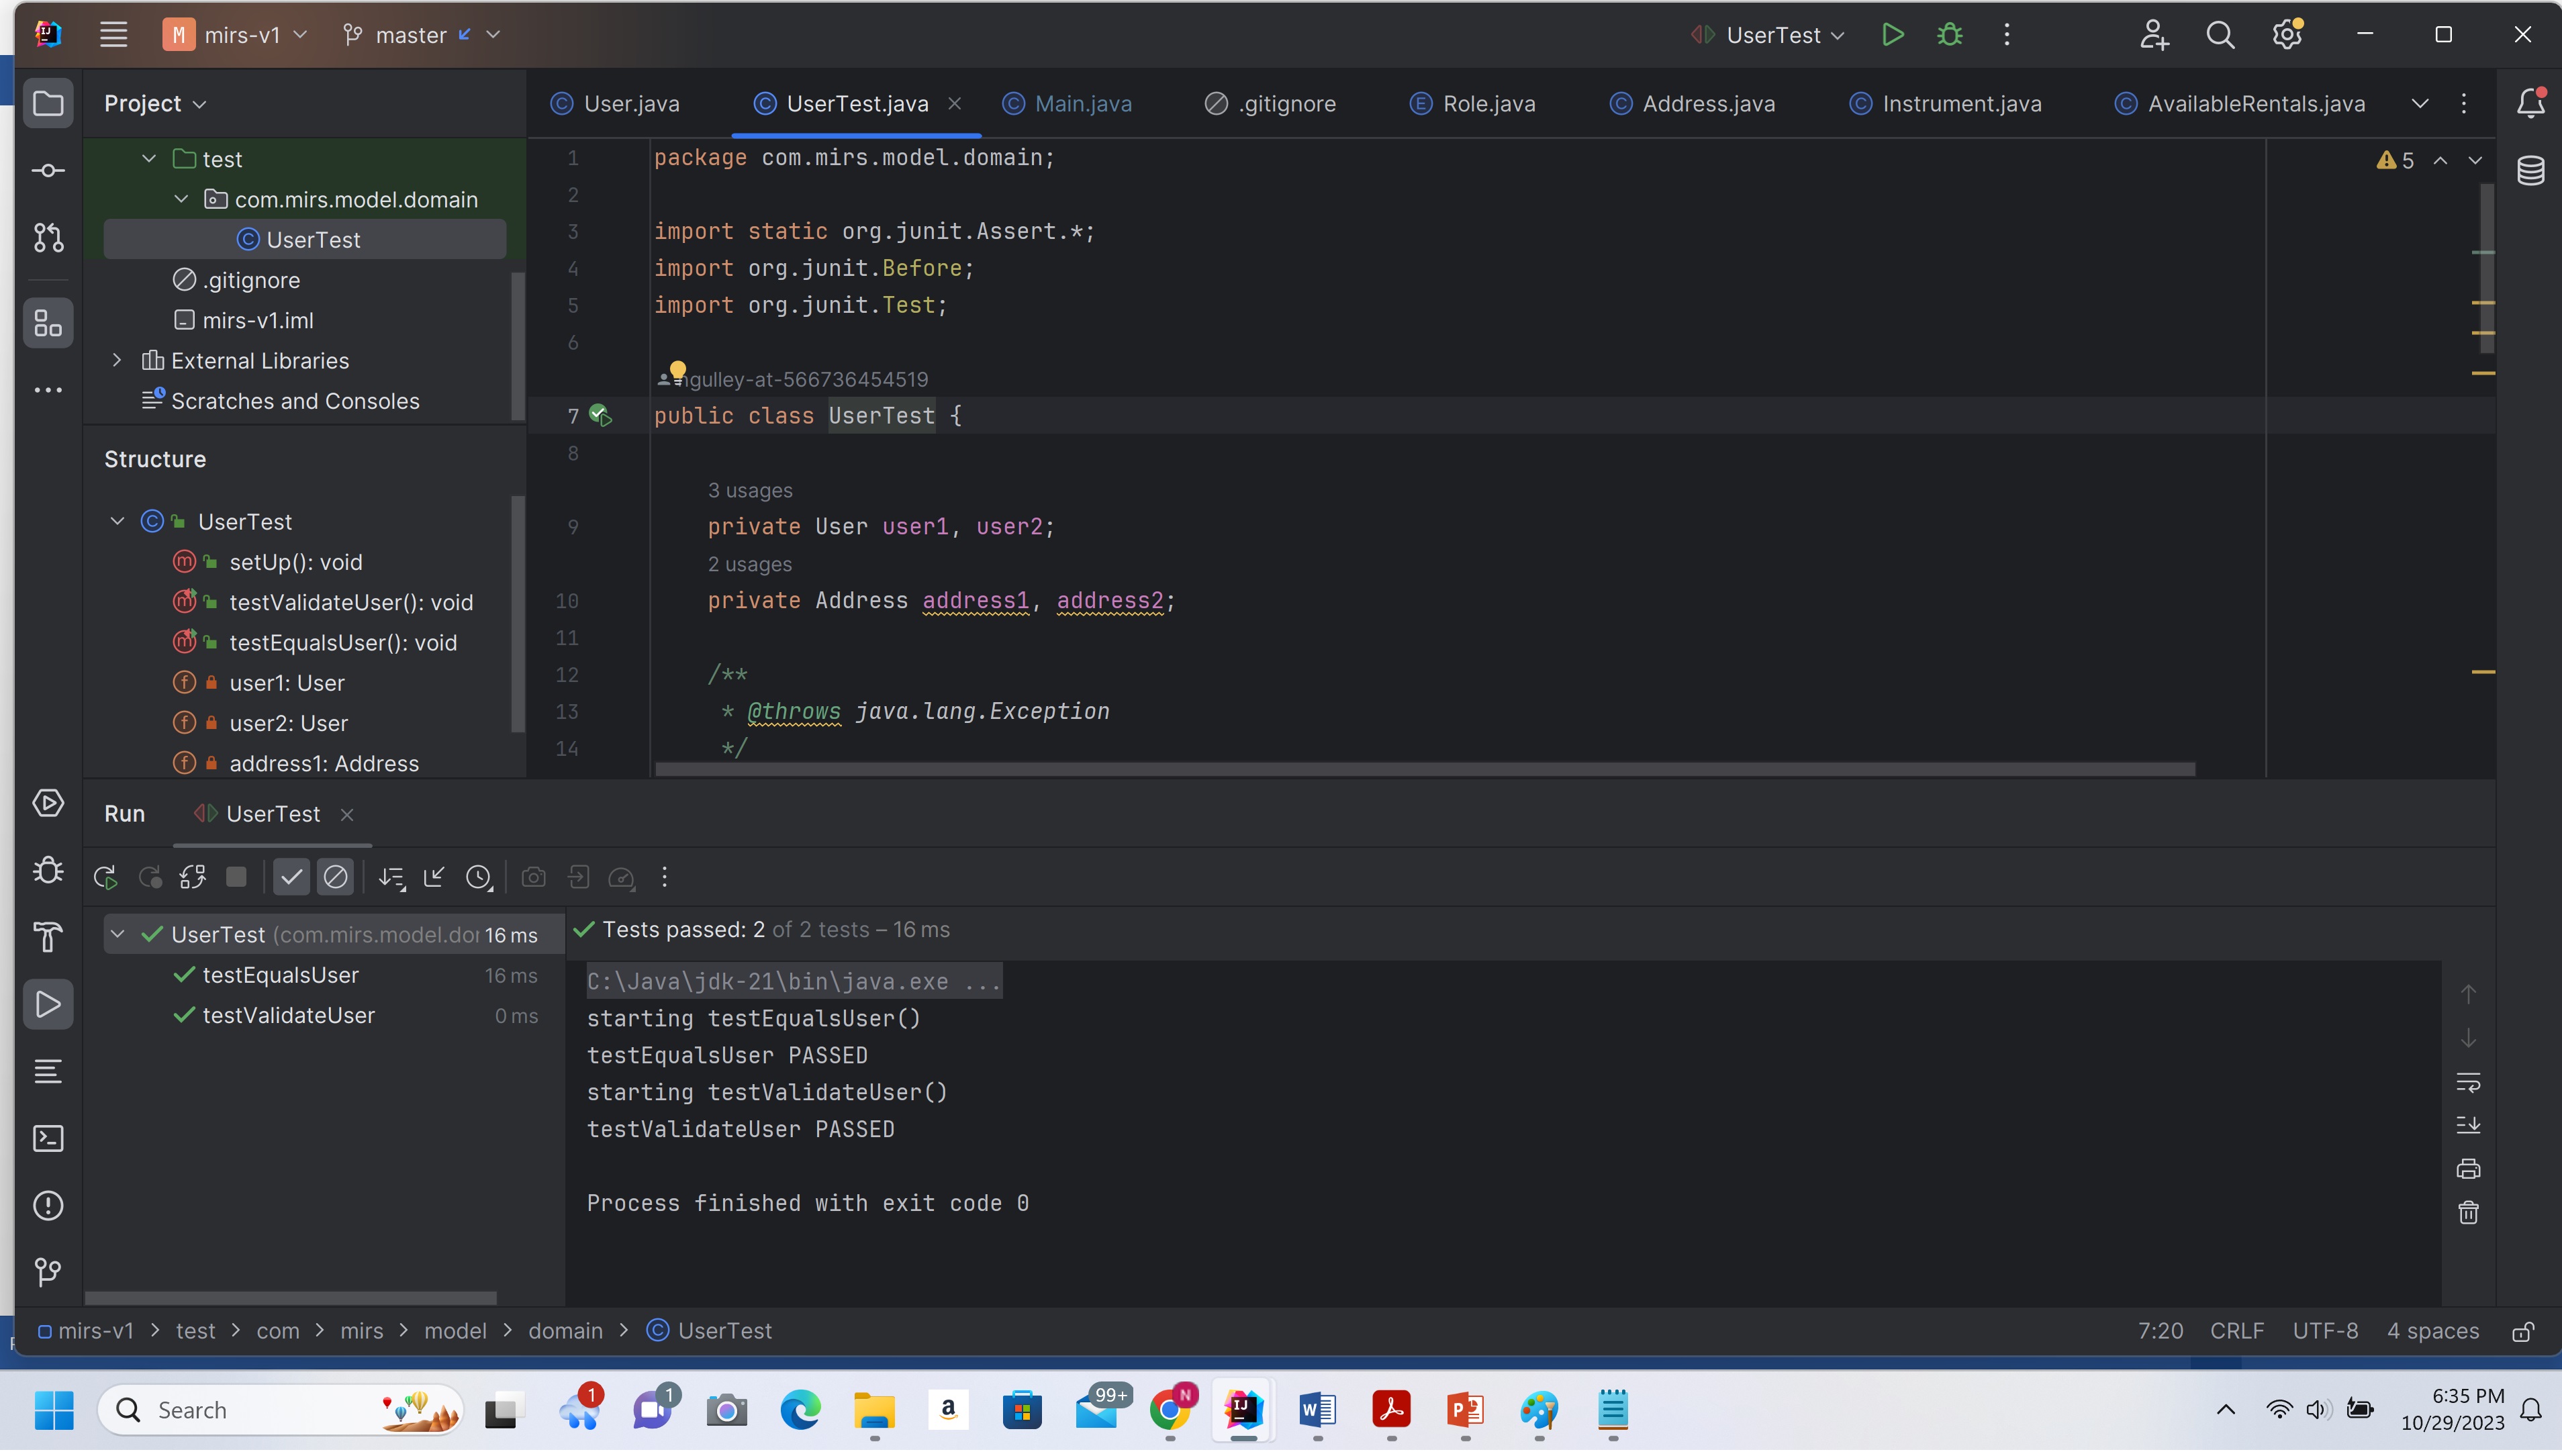 M mirs-v1 master
UserTest
Project
User.java UserTest.java Main.java .gitignore Role.java Address.java Instrument.java AvailableRentals.java
test
com.mirs.model.domain
UserTest
.gitignore
mirs-v1.iml
External Libraries
Scratches and Consoles
Structure
UserTest
setUp(): void
testValidateUser(): void
testEqualsUser(): void
user1: User
user2: User
address1: Address
5
1 package com.mirs.model.domain;
2
3 import static org.junit.Assert.*;
4 import org.junit.Before;
5 import org.junit.Test;
6
ngulley-at-566736454519
7 public class UserTest {
8
3 usages
9 private User user1, user2;
2 usages
10 private Address address1, address2;
11
12 /**
13 * @throws java.lang.Exception
14 */
Run UserTest
UserTest (com.mirs.model.dor 16 ms
testEqualsUser 16 ms
testValidateUser 0 ms
Tests passed: 2 of 2 tests – 16 ms
C:\Java\jdk-21\bin\java.exe ...
starting testEqualsUser()
testEqualsUser PASSED
starting testValidateUser()
testValidateUser PASSED
Process finished with exit code 0
mirs-v1 > test > com > mirs > model > domain > UserTest
7:20 CRLF UTF-8 4 spaces
Search
1
1
99+
N
6:35 PM
10/29/2023